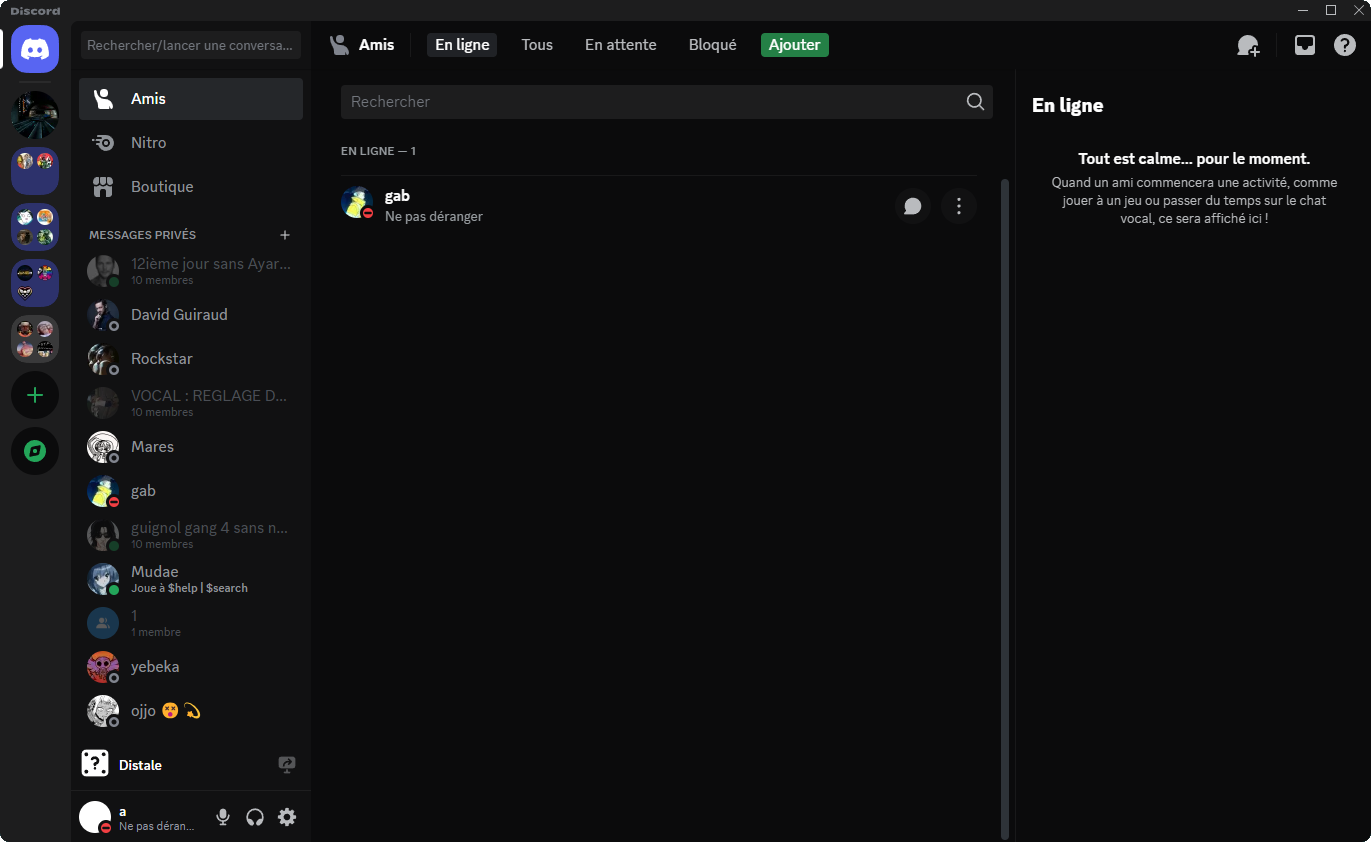 Discord
Rechercher/lancer une conversa...
Amis
Nitro
Boutique
MESSAGES PRIVÉS
12ième jour sans Ayar...
10 membres
David Guiraud
Rockstar
VOCAL : REGLAGE D...
10 membres
Mares
gab
guignol gang 4 sans n...
10 membres
Mudae
Joue à $help | $search
1
1 membre
yebeka
ojjo 😵 💫
Distale
a
Ne pas déran...
Amis
En ligne
Tous
En attente
Bloqué
Ajouter
Rechercher
EN LIGNE — 1
gab
Ne pas déranger
En ligne
Tout est calme... pour le moment.
Quand un ami commencera une activité, comme
jouer à un jeu ou passer du temps sur le chat
vocal, ce sera affiché ici !